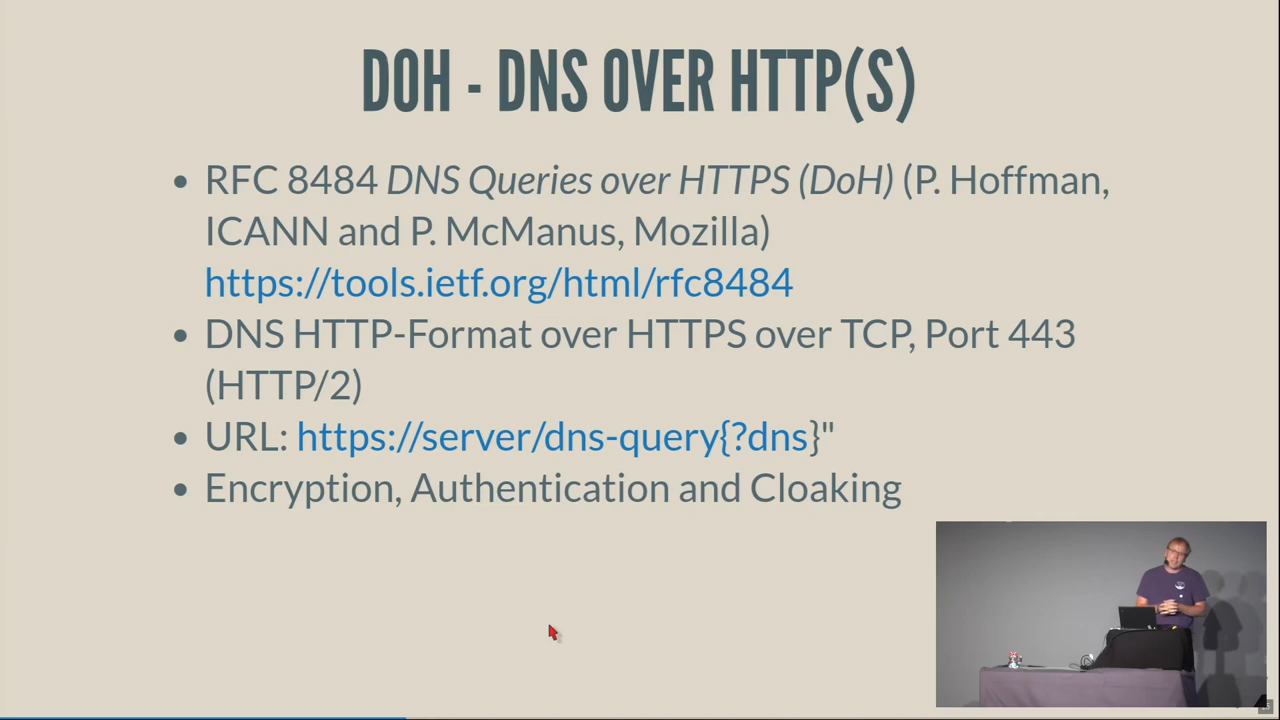 DOH - DNS OVER HTTP(S)
RFC 8484 DNS Queries over HTTPS (DoH) (P. Hoffman,
ICANN and P. McManus, Mozilla)
https://tools.ietf.org/html/rfc8484
DNS HTTP-Format over HTTPS over TCP, Port 443
(HTTP/2)
URL: https://server/dns-query{?dns}"
Encryption, Authentication and Cloaking